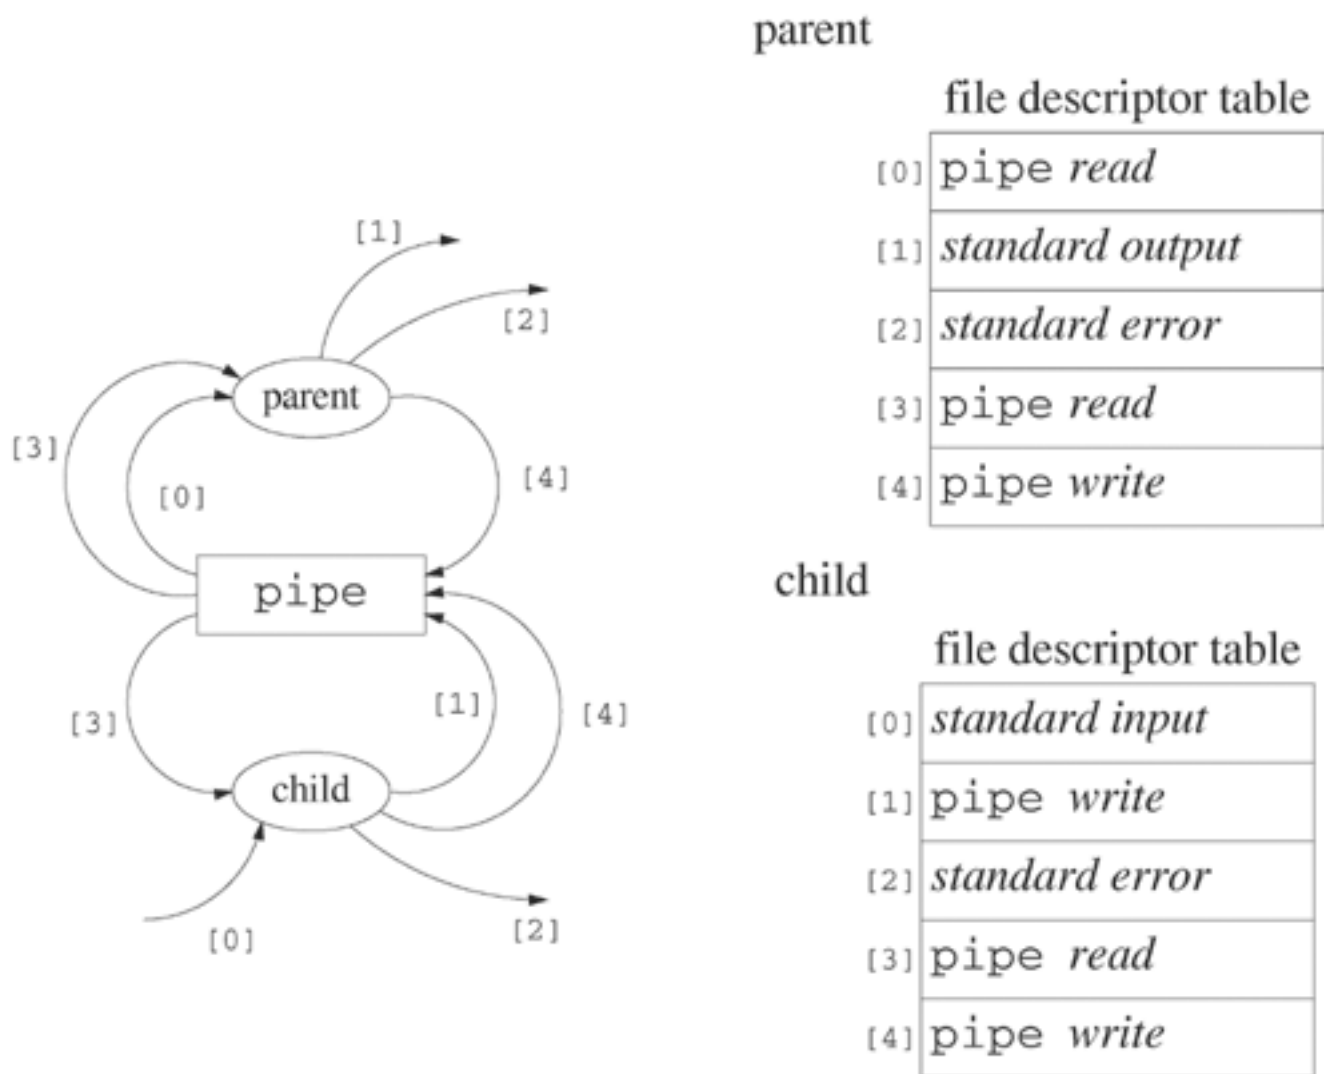 [1]
[2]
parent
[3]
[0]
[4]
pipe
[3]
[1]
[4]
child
[0]
[2]
parent
file descriptor table
[0] pipe read
[1] standard output
[2] standard error
[3] pipe read
[4] pipe write
child
file descriptor table
[0] standard input
[1] pipe write
[2] standard error
[3] pipe read
[4] pipe write